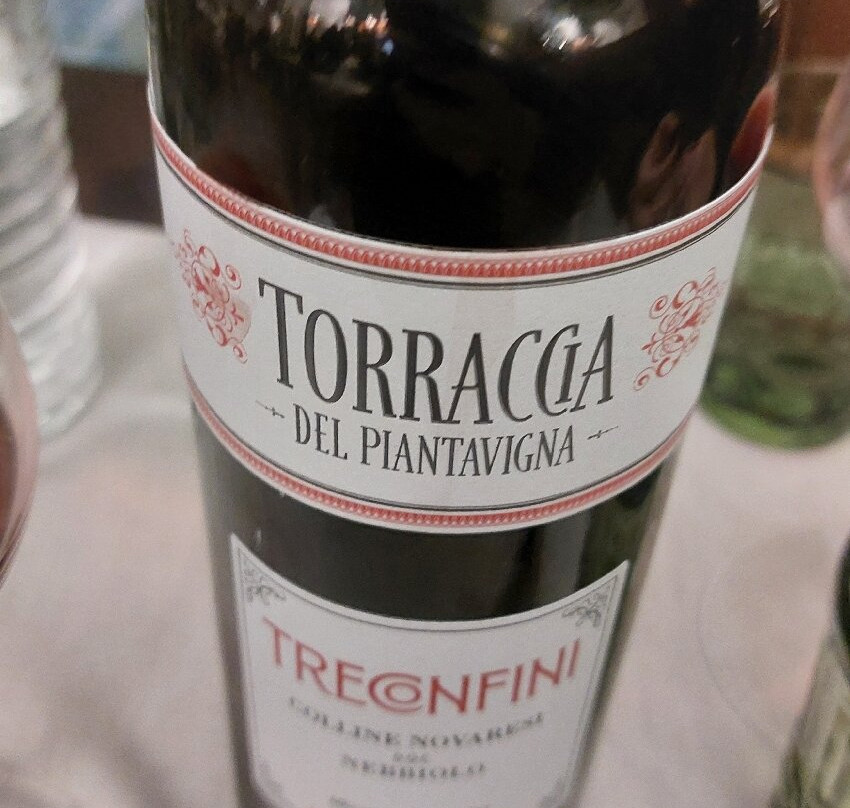 TORRACCIA
DEL PIANTAVIGNA
TRECONFINI
COLLINE NOVARESI
DOC
NEBBIOLO